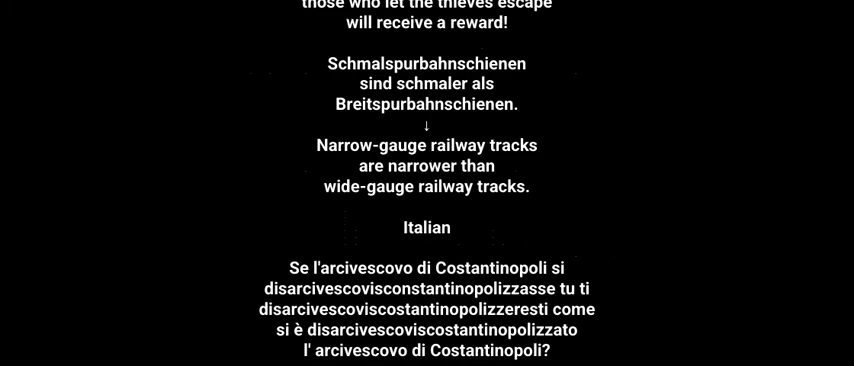 those who let the thieves escape
will receive a reward!
Schmalspurbahnschienen
sind schmaler als
Breitspurbahnschienen.
↓
Narrow-gauge railway tracks
are narrower than
wide-gauge railway tracks.
Italian
Se l'arcivescovo di Costantinopoli si
disarcivescovisconstantinopolizzasse tu ti
disarcivescoviscostantinopolizzeresti come
si è disarcivescoviscostantinopolizzato
l' arcivescovo di Costantinopoli?